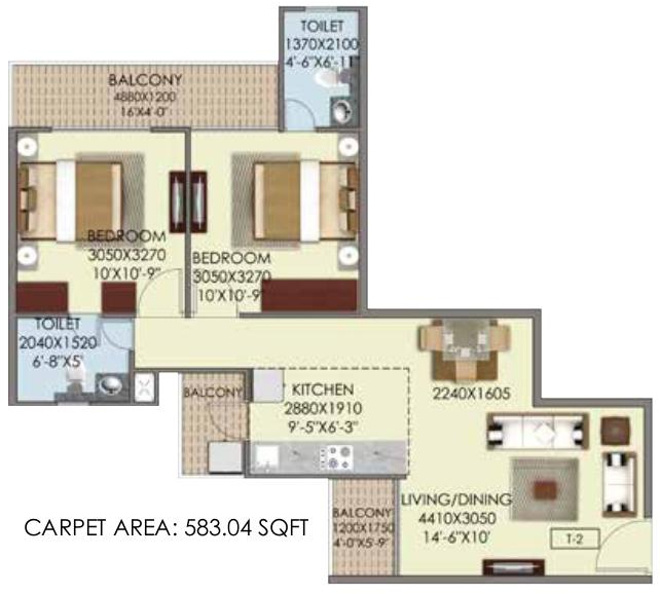 TOILET
1370X2100
4'-6"X6'-11"
BALCONY
4880X1200
16'X4'-0"
BEDROOM
3050X3270
10'X10'-9"
BEDROOM
3050X3270
10'X10'-9"
TOILET
2040X1520
6'-8"X5'
BALCONY
KITCHEN
2880X1910
9'-5"X6'-3"
2240X1605
LIVING/DINING
4410X3050
14'-6"X10'
BALCONY
1200X1750
4'-0"X5'-9"
T-2
CARPET AREA: 583.04 SQFT